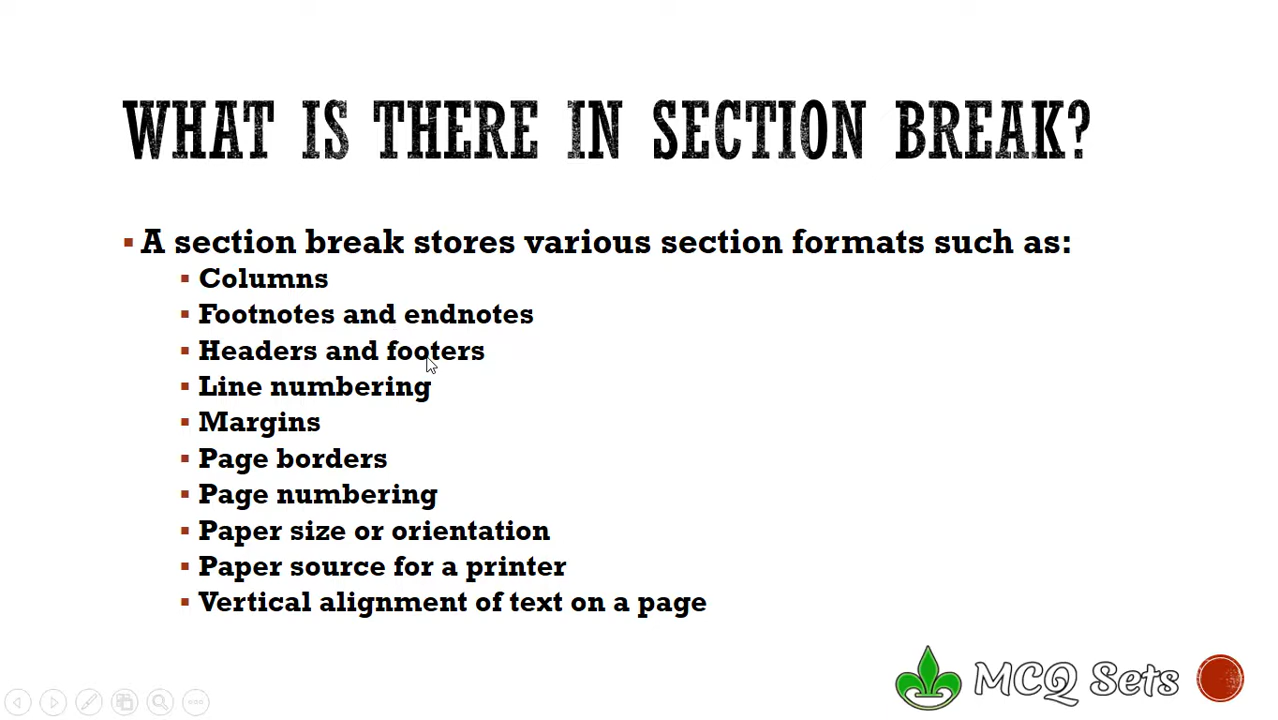 WHAT IS THERE IN SECTION BREAK?
A section break stores various section formats such as:
Columns
Footnotes and endnotes
Headers and footers
Line numbering
Margins
Page borders
Page numbering
Paper size or orientation
Paper source for a printer
Vertical alignment of text on a page
MCQ Sets